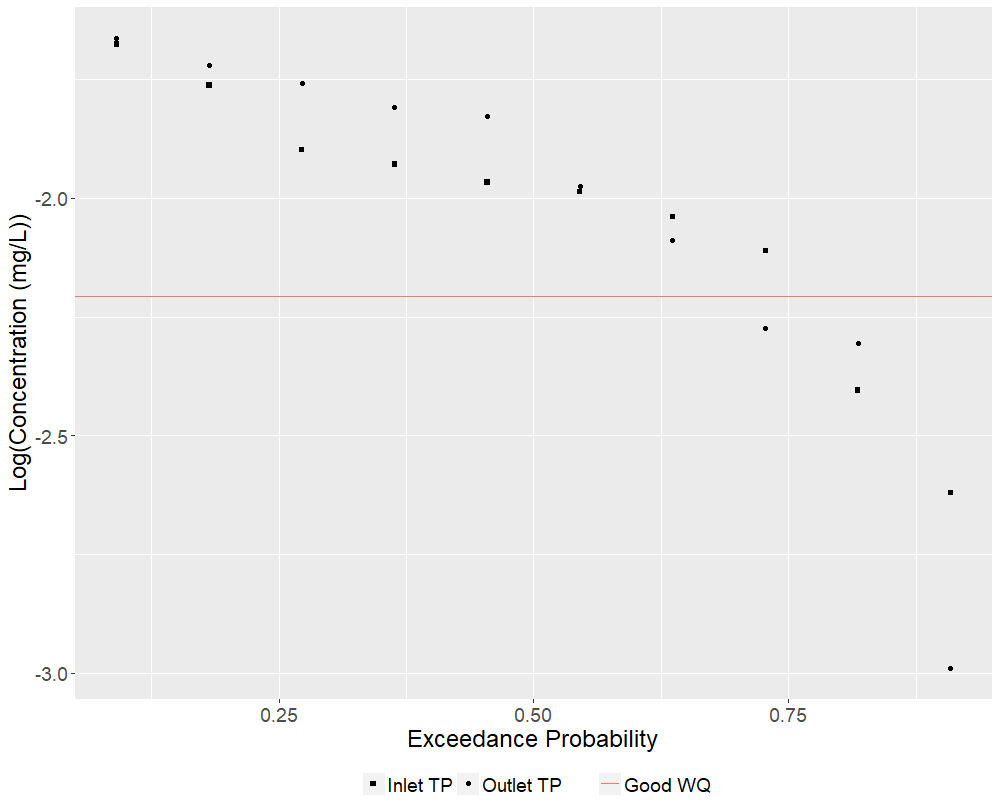 Log(Concentration (mg/L))
-2.0
-2.5
-3.0
0.25 0.50 0.75
Exceedance Probability
Inlet TP Outlet TP Good WQ